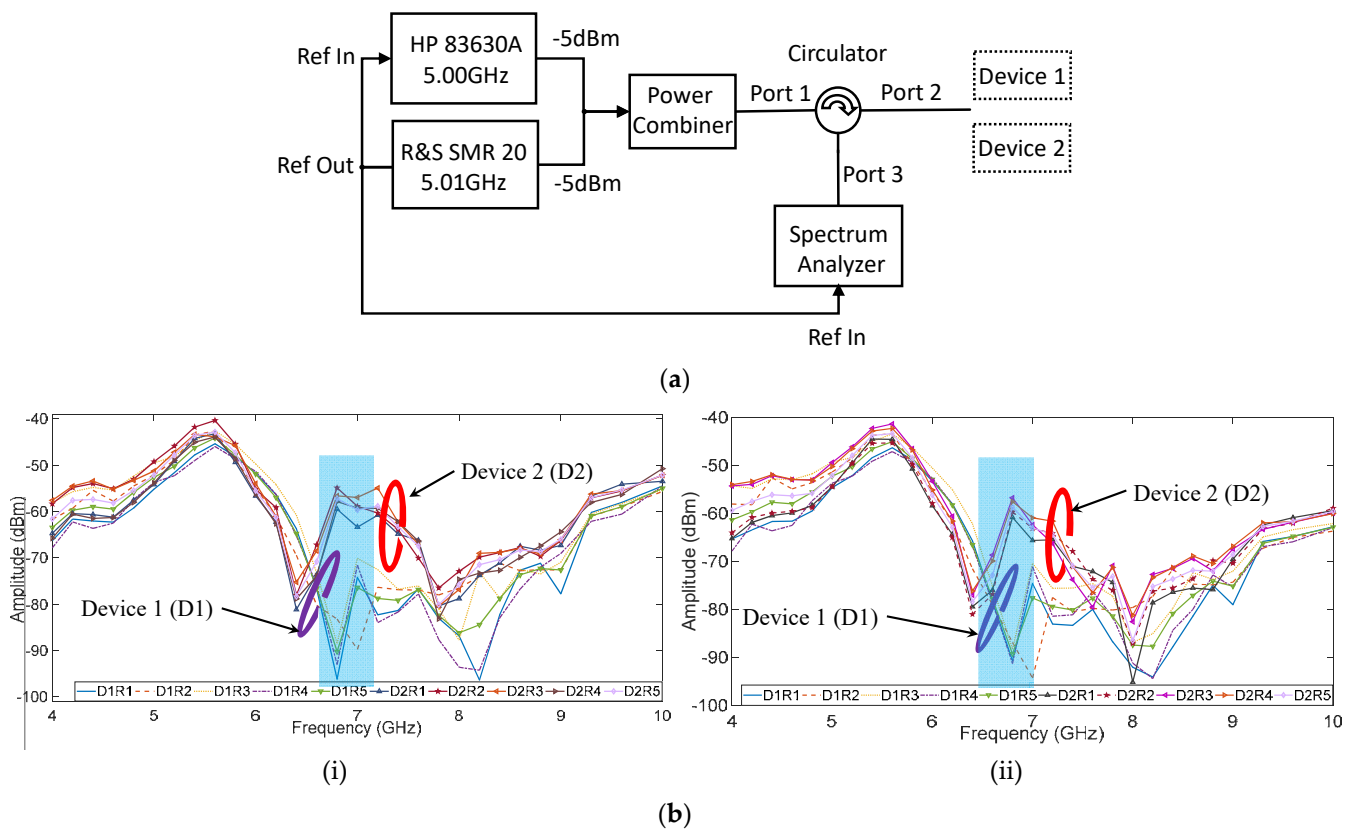 HP 83630A
5.00GHz
-5dBm
Ref In
Circulator
Device 1
Power
Combiner
Port 1
Port 2
R&S SMR 20
5.01GHz
Ref Out
-5dBm
Device 2
Port 3
Spectrum
Analyzer
Ref In
(a)
Amplitude (dBm)
-40
-50
-60
-70
-80
-90
-100
Device 2 (D2)
Device 1 (D1)
D1R1 D1R2 D1R3 D1R4 D1R5 D2R1 D2R2 D2R3 D2R4 D2R5
4 5 6 7 8 9 10
Frequency (GHz)
(i)
Amplitude (dBm)
-40
-50
-60
-70
-80
-90
-100
Device 2 (D2)
Device 1 (D1)
D1R1 D1R2 D1R3 D1R4 D1R5 D2R1 D2R2 D2R3 D2R4 D2R5
4 5 6 7 8 9 10
Frequency (GHz)
(ii)
(b)